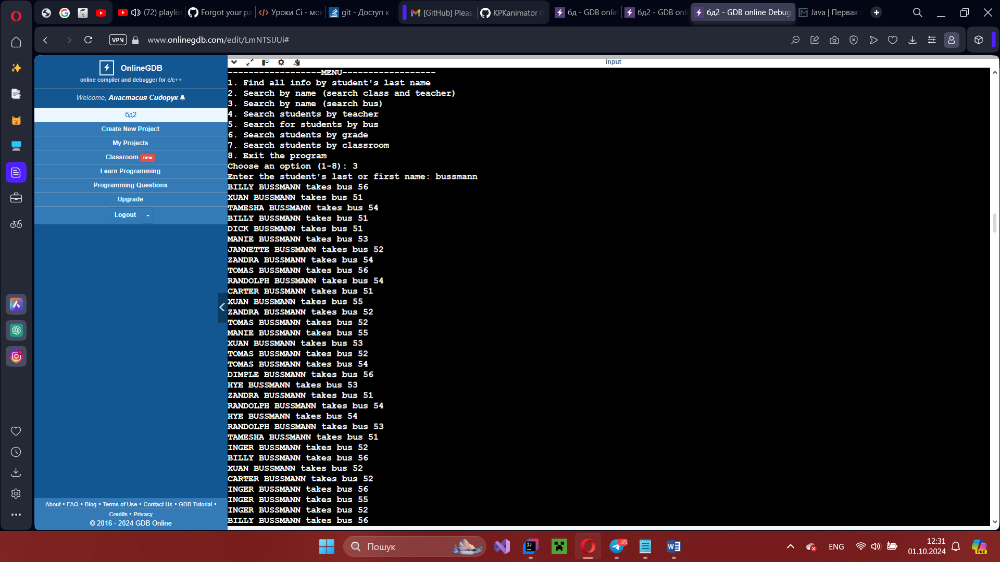 (72) playlis
Forgot your pa
Уроки Сі - мо
git - Доступ к
[GitHub] Pleas
KPKanimator (
бд - GDB onlin
бд2 - GDB onl
бд2 - GDB online Debug
Java | Первая
VPN
www.onlinegdb.com/edit/LmNTSlJUi#
OnlineGDB
online compiler and debugger for c/c++
Welcome, Анастасия Сидорук
бд2
Create New Project
My Projects
Classroom new
Learn Programming
Programming Questions
Upgrade
Logout
About • FAQ • Blog • Terms of Use • Contact Us • GDB Tutorial •
Credits • Privacy
© 2016 - 2024 GDB Online
input
------------------MENU------------------
1. Find all info by student's last name
2. Search by name (search class and teacher)
3. Search by name (search bus)
4. Search students by teacher
5. Search for students by bus
6. Search students by grade
7. Search students by classroom
8. Exit the program
Choose an option (1-8): 3
Enter the student's last or first name: bussmann
BILLY BUSSMANN takes bus 56
XUAN BUSSMANN takes bus 51
TAMESHA BUSSMANN takes bus 54
BILLY BUSSMANN takes bus 51
DICK BUSSMANN takes bus 51
MANIE BUSSMANN takes bus 53
JANNETTE BUSSMANN takes bus 52
ZANDRA BUSSMANN takes bus 54
TOMAS BUSSMANN takes bus 56
RANDOLPH BUSSMANN takes bus 54
CARTER BUSSMANN takes bus 51
XUAN BUSSMANN takes bus 55
ZANDRA BUSSMANN takes bus 52
TOMAS BUSSMANN takes bus 52
MANIE BUSSMANN takes bus 55
XUAN BUSSMANN takes bus 53
TOMAS BUSSMANN takes bus 52
TOMAS BUSSMANN takes bus 54
DIMPLE BUSSMANN takes bus 56
HYE BUSSMANN takes bus 53
ZANDRA BUSSMANN takes bus 51
RANDOLPH BUSSMANN takes bus 54
HYE BUSSMANN takes bus 54
RANDOLPH BUSSMANN takes bus 53
TAMESHA BUSSMANN takes bus 51
INGER BUSSMANN takes bus 52
BILLY BUSSMANN takes bus 56
XUAN BUSSMANN takes bus 52
CARTER BUSSMANN takes bus 52
INGER BUSSMANN takes bus 56
INGER BUSSMANN takes bus 55
INGER BUSSMANN takes bus 52
BILLY BUSSMANN takes bus 56
Пошук
45
ENG
12:31
01.10.2024
PRE